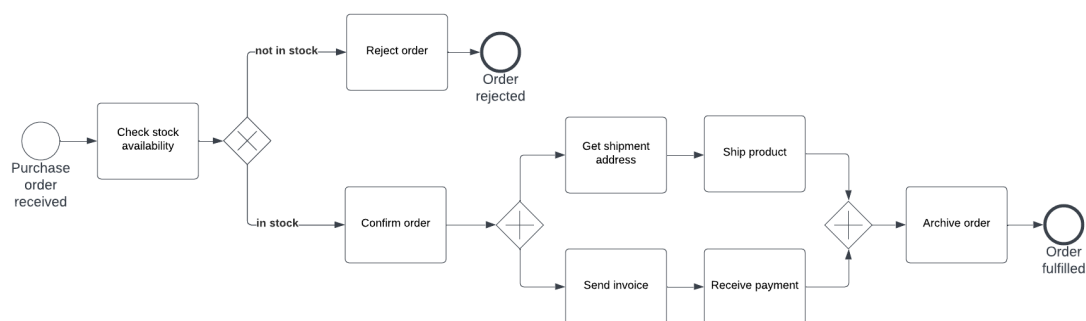 Purchase
order
received
Check stock
availability
not in stock
Reject order
Order
rejected
in stock
Confirm order
Get shipment
address
Ship product
Send invoice
Receive payment
Archive order
Order
fulfilled